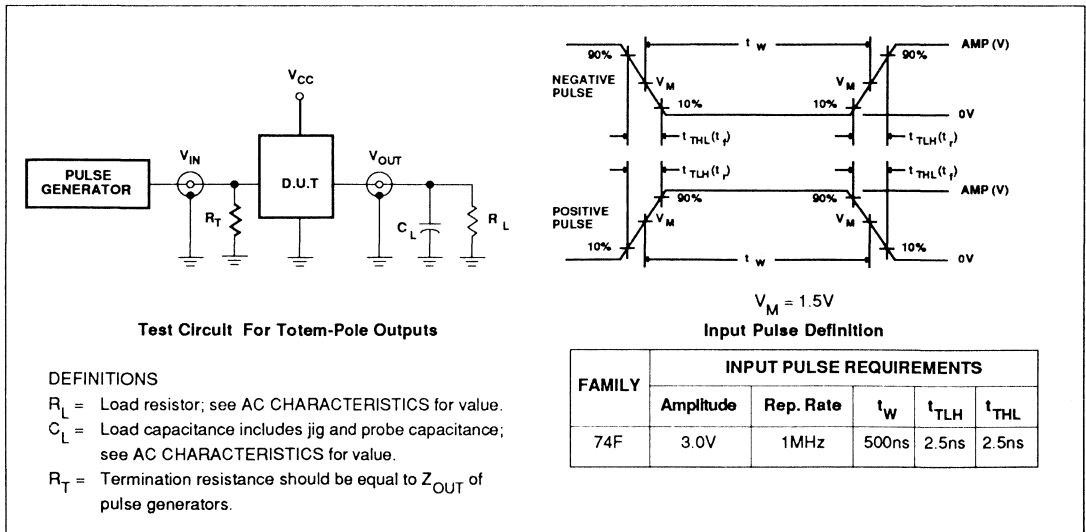 V_CC
V_IN
V_OUT
PULSE GENERATOR
D.U.T
R_T
C_L
R_L
Test Circuit For Totem-Pole Outputs
t_W
AMP (V)
90%
90%
NEGATIVE PULSE
V_M
V_M
10%
10%
0V
t_THL(t_f)
t_TLH(t_r)
t_TLH(t_r)
t_THL(t_f)
AMP (V)
90%
90%
POSITIVE PULSE
V_M
V_M
10%
10%
t_W
0V
V_M = 1.5V
Input Pulse Definition
DEFINITIONS
R_L = Load resistor; see AC CHARACTERISTICS for value.
C_L = Load capacitance includes jig and probe capacitance;
see AC CHARACTERISTICS for value.
R_T = Termination resistance should be equal to Z_OUT of
pulse generators.
FAMILY
INPUT PULSE REQUIREMENTS
Amplitude Rep. Rate t_W t_TLH t_THL
74F 3.0V 1MHz 500ns 2.5ns 2.5ns